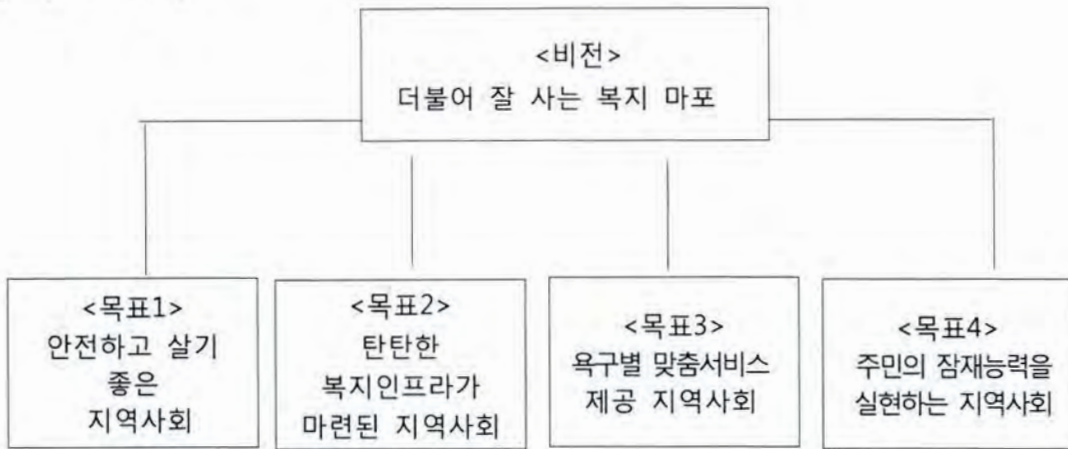 <비전>
더불어 잘 사는 복지 마포
<목표1>
안전하고 살기
좋은
지역사회
<목표2>
탄탄한
복지인프라가
마련된 지역사회
<목표3>
욕구별 맞춤서비스
제공 지역사회
<목표4>
주민의 잠재능력을
실현하는 지역사회